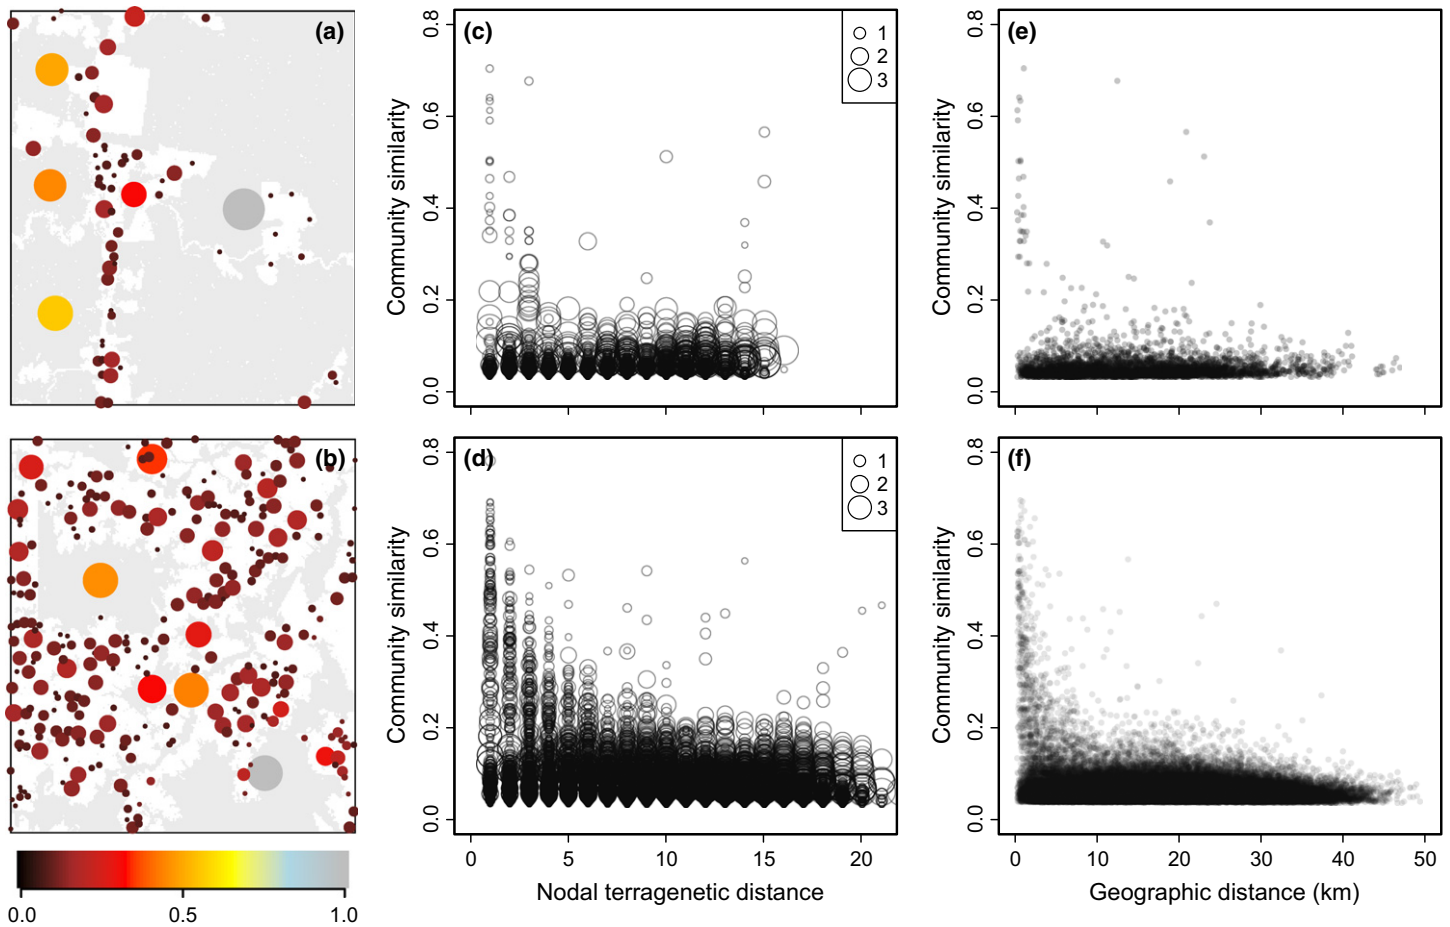 (a)
(b)
0.0 0.5 1.0
(c)
1
2
3
Community similarity
0.0 0.2 0.4 0.6 0.8
(d)
1
2
3
Community similarity
0.0 0.2 0.4 0.6 0.8
0 5 10 15 20
Nodal terragenetic distance
(e)
Community similarity
0.0 0.2 0.4 0.6 0.8
(f)
Community similarity
0.0 0.2 0.4 0.6 0.8
0 10 20 30 40 50
Geographic distance (km)